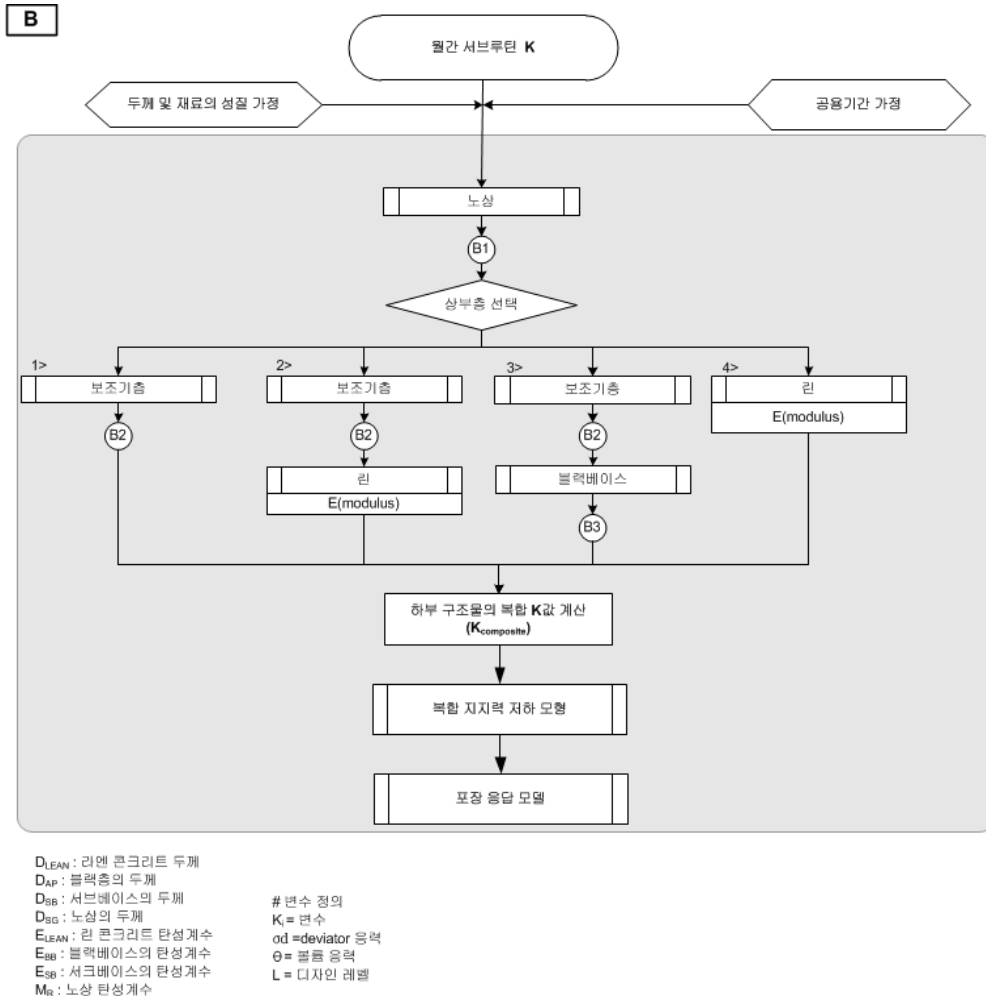 B
월간 서브루틴 K
두께 및 재료의 성질 가정
공용기간 가정
노상
B1
상부층 선택
1>
보조기층
B2
2>
보조기층
B2
린
E(modulus)
3>
보조기층
B2
블랙베이스
B3
4>
린
E(modulus)
하부 구조물의 복합 K값 계산
(Kcomposite)
복합 지지력 저하 모형
포장 응답 모델
DLEAN : 리엔 콘크리트 두께
DAP : 블랙층의 두께
DSB : 서브베이스의 두께
DSG : 노상의 두께
ELEAN : 린 콘크리트 탄성계수
EBB : 블랙베이스의 탄성계수
ESB : 서크베이스의 탄성계수
MR : 노상 탄성계수
# 변수 정의
Ki = 변수
σd =deviator 응력
Θ= 볼륨 응력
L = 디자인 레벨